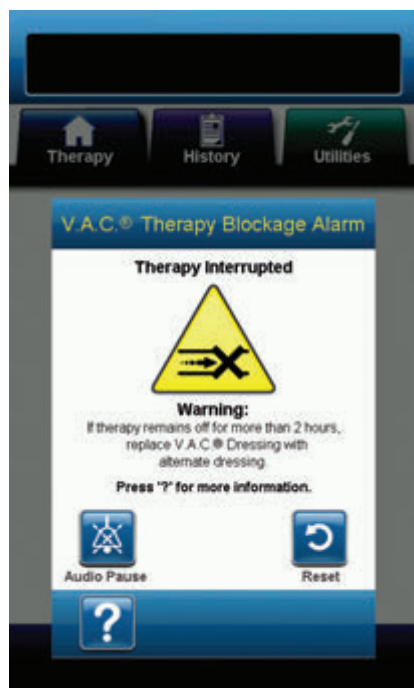 Therapy History Utilities
V.A.C.® Therapy Blockage Alarm
Therapy Interrupted
Warning:
If therapy remains off for more than 2 hours,
replace V.A.C.® Dressing with
alternate dressing.
Press '?' for more information.
Audio Pause Reset
?